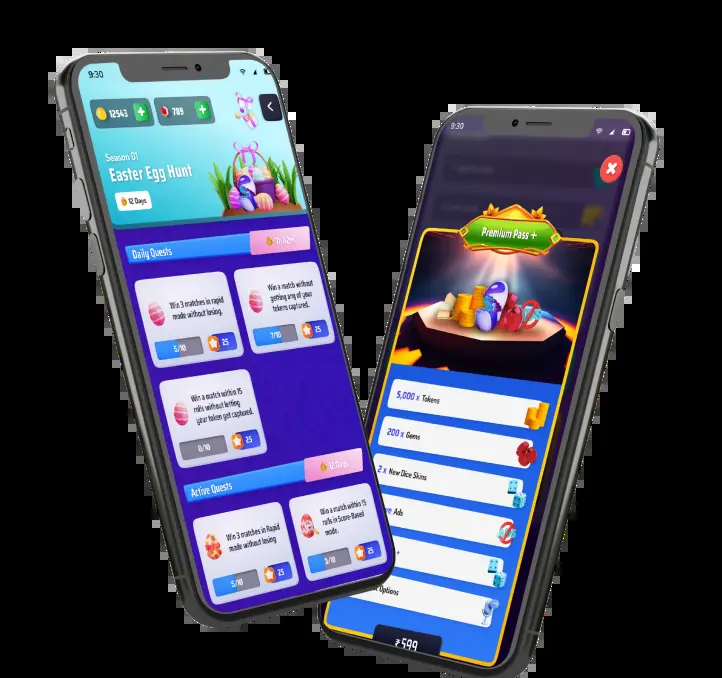 9:30
12543
789
Season 01
Easter Egg Hunt
12 Days
Daily Quests
7h 42m
Win 3 matches in rapid
mode without losing.
5/10
25
Win a match without
getting any of your
tokens captured.
7/10
25
Win a match within 15
rolls without letting
your token get captured.
0/10
25
Active Quests
12 Days
Win 3 matches in Rapid
mode without losing.
5/10
25
Win a match within 15
rolls in Score-Based
mode.
3/10
25
9:30
Premium Pass +
5,000 x Tokens
200 x Gems
2 x New Dice Skins
Ads
+
Options
₹599